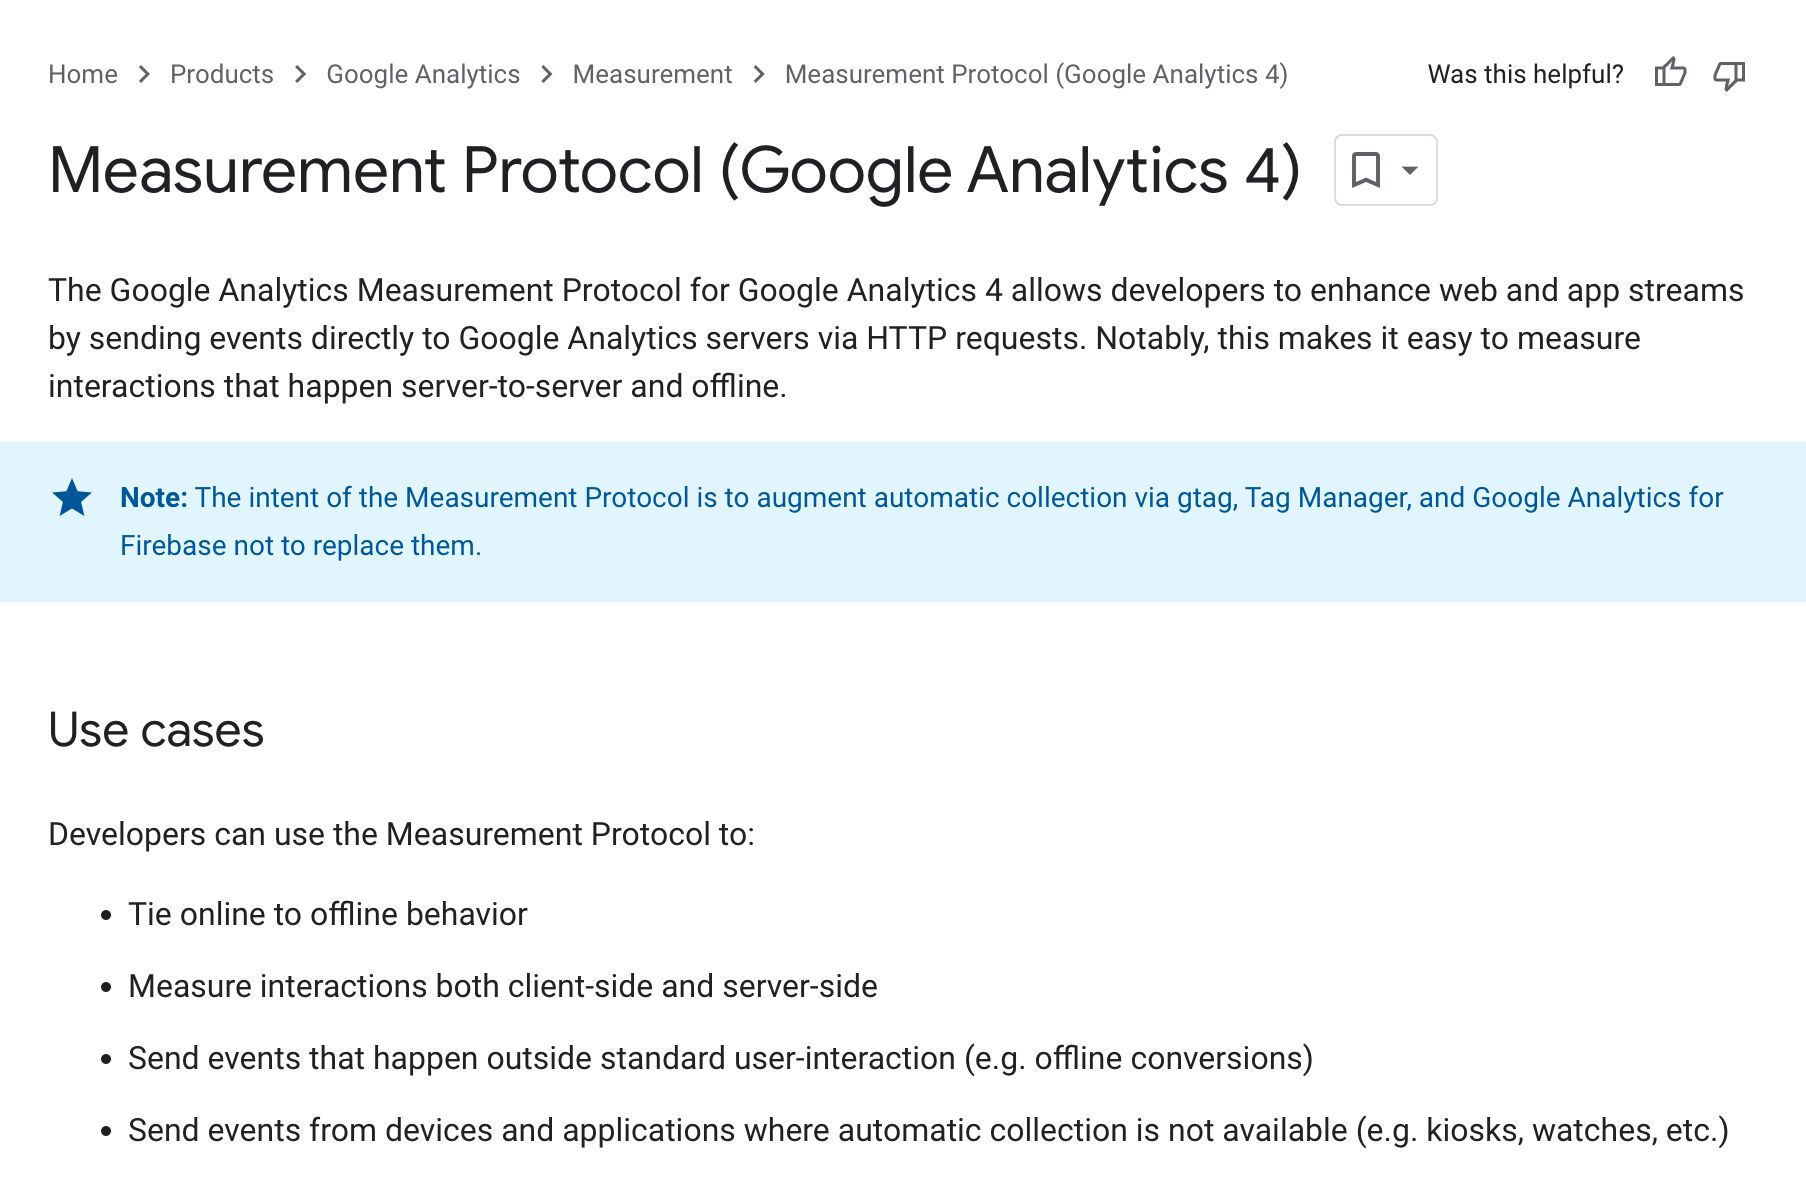 Home > Products > Google Analytics > Measurement > Measurement Protocol (Google Analytics 4)
Was this helpful?
Measurement Protocol (Google Analytics 4)
The Google Analytics Measurement Protocol for Google Analytics 4 allows developers to enhance web and app streams
by sending events directly to Google Analytics servers via HTTP requests. Notably, this makes it easy to measure
interactions that happen server-to-server and offline.
Note: The intent of the Measurement Protocol is to augment automatic collection via gtag, Tag Manager, and Google Analytics for
Firebase not to replace them.
Use cases
Developers can use the Measurement Protocol to:
• Tie online to offline behavior
• Measure interactions both client-side and server-side
• Send events that happen outside standard user-interaction (e.g. offline conversions)
• Send events from devices and applications where automatic collection is not available (e.g. kiosks, watches, etc.)